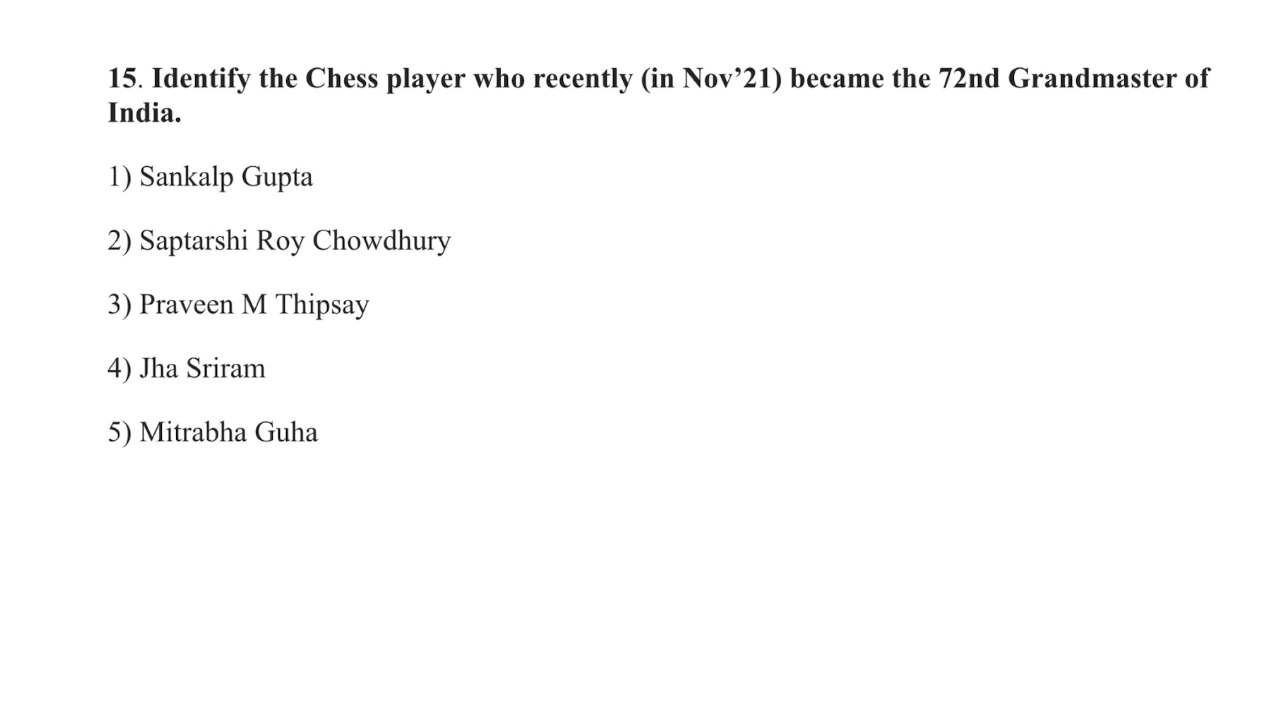 15. Identify the Chess player who recently (in Nov’21) became the 72nd Grandmaster of
India.
1) Sankalp Gupta
2) Saptarshi Roy Chowdhury
3) Praveen M Thipsay
4) Jha Sriram
5) Mitrabha Guha